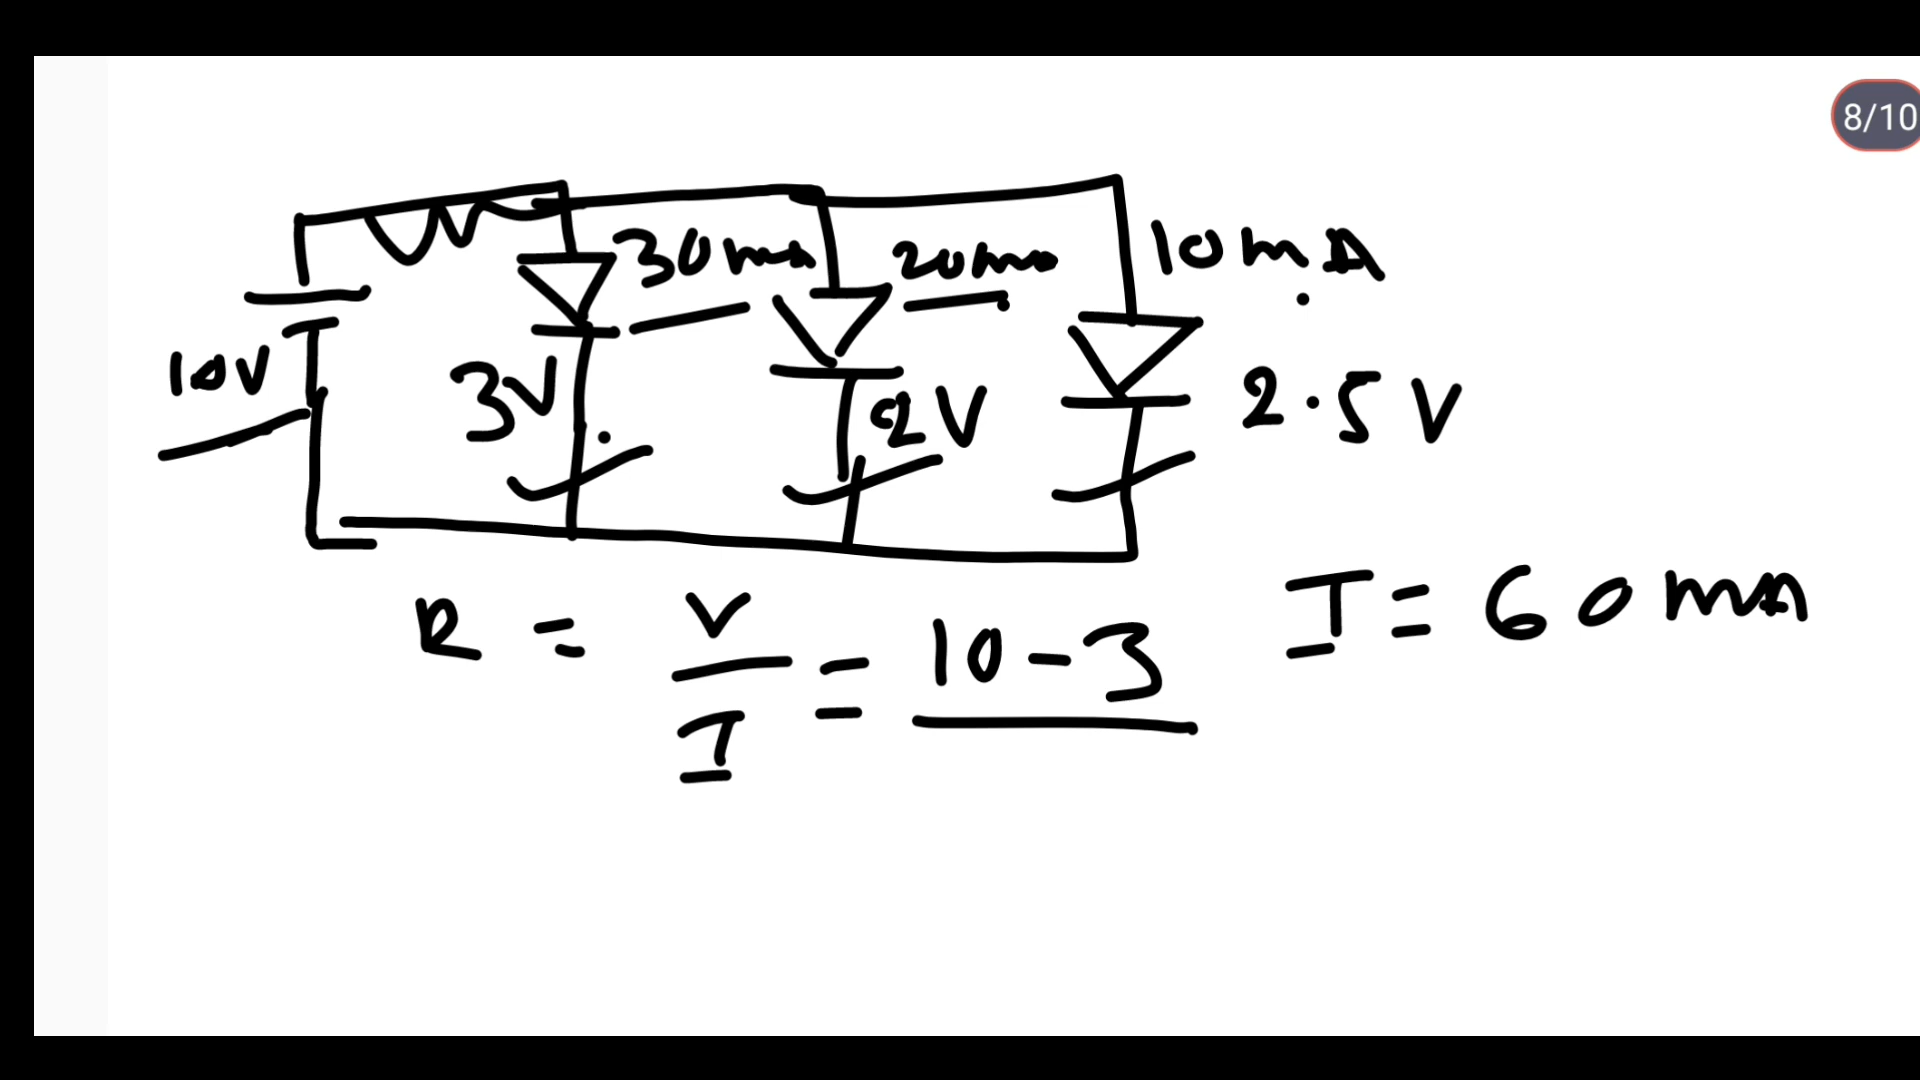 8/10
30mA
20mA
10mA
10V
3V
2V
2.5V
R = V/I = 10-3
I = 60mA